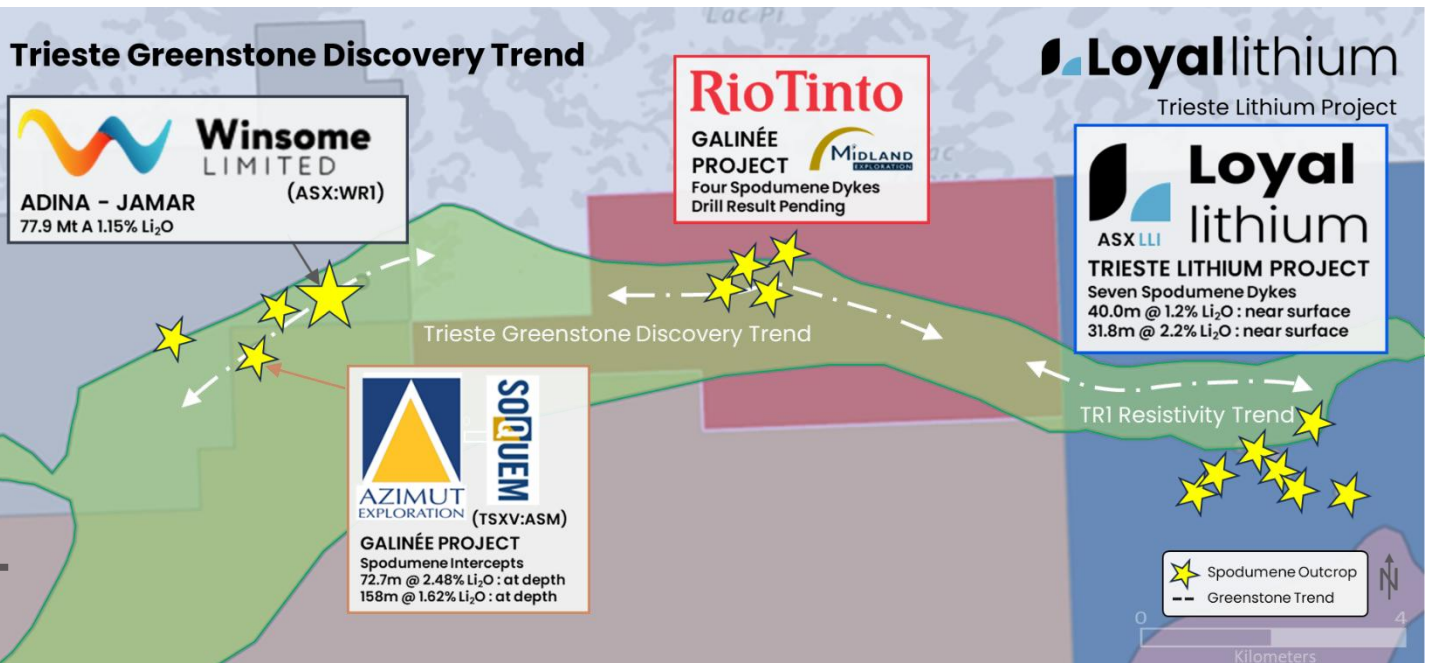 Lac Pi
Trieste Greenstone Discovery Trend
Loyallithium
Trieste Lithium Project
Winsome
LIMITED
(ASX:WR1)
ADINA - JAMAR
77.9 Mt A 1.15% Li₂O
RioTinto
GALINÉE
PROJECT
MIDLAND
EXPLORATION
Four Spodumene Dykes
Drill Result Pending
Loyal
lithium
ASX LLI
TRIESTE LITHIUM PROJECT
Seven Spodumene Dykes
40.0m @ 1.2% Li₂O : near surface
31.8m @ 2.2% Li₂O : near surface
Trieste Greenstone Discovery Trend
TR1 Resistivity Trend
AZIMUT
EXPLORATION
SOQUEM
(TSXV:ASM)
GALINÉE PROJECT
Spodumene Intercepts
72.7m @ 2.48% Li₂O : at depth
158m @ 1.62% Li₂O : at depth
Spodumene Outcrop
Greenstone Trend
N
0 4
Kilometers